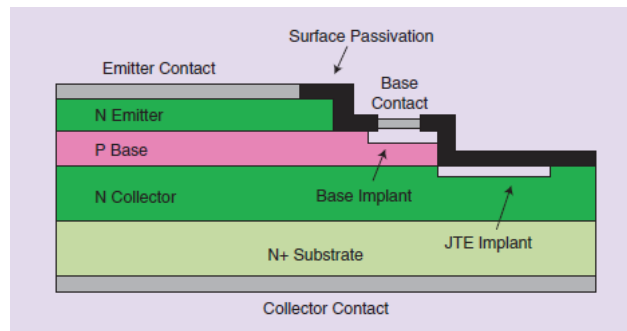 Surface Passivation
Emitter Contact
Base
Contact
N Emitter
P Base
N Collector
Base Implant
JTE Implant
N+ Substrate
Collector Contact